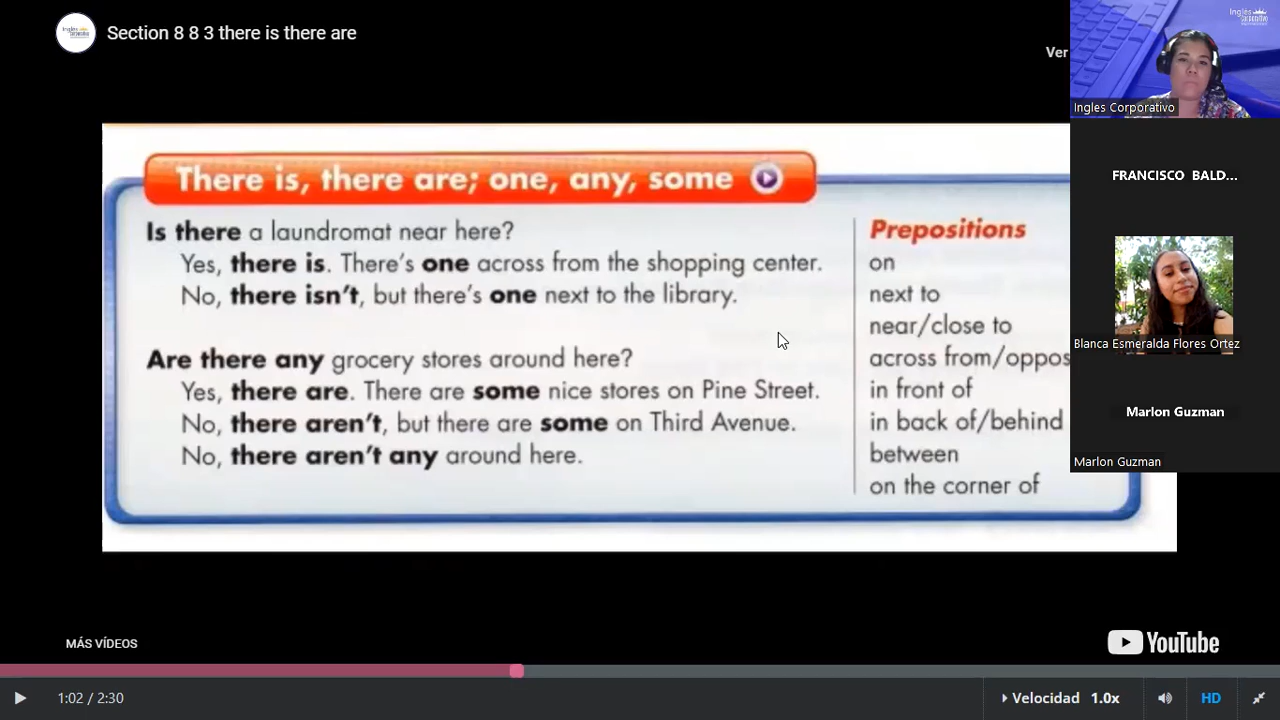 Section 8 8 3 there is there are
Ver
Inglés
corporativo
Ingles Corporativo
There is, there are; one, any, some
Is there a laundromat near here?
Yes, there is. There's one across from the shopping center.
No, there isn't, but there's one next to the library.
Are there any grocery stores around here?
Yes, there are. There are some nice stores on Pine Street.
No, there aren't, but there are some on Third Avenue.
No, there aren't any around here.
Prepositions
on
next to
near/close to
across from/oppos
in front of
in back of/behind
between
on the corner of
FRANCISCO BALD...
Blanca Esmeralda Flores Ortez
Marlon Guzman
Marlon Guzman
MÁS VÍDEOS
YouTube
1:02 / 2:30
Velocidad 1.0x
HD